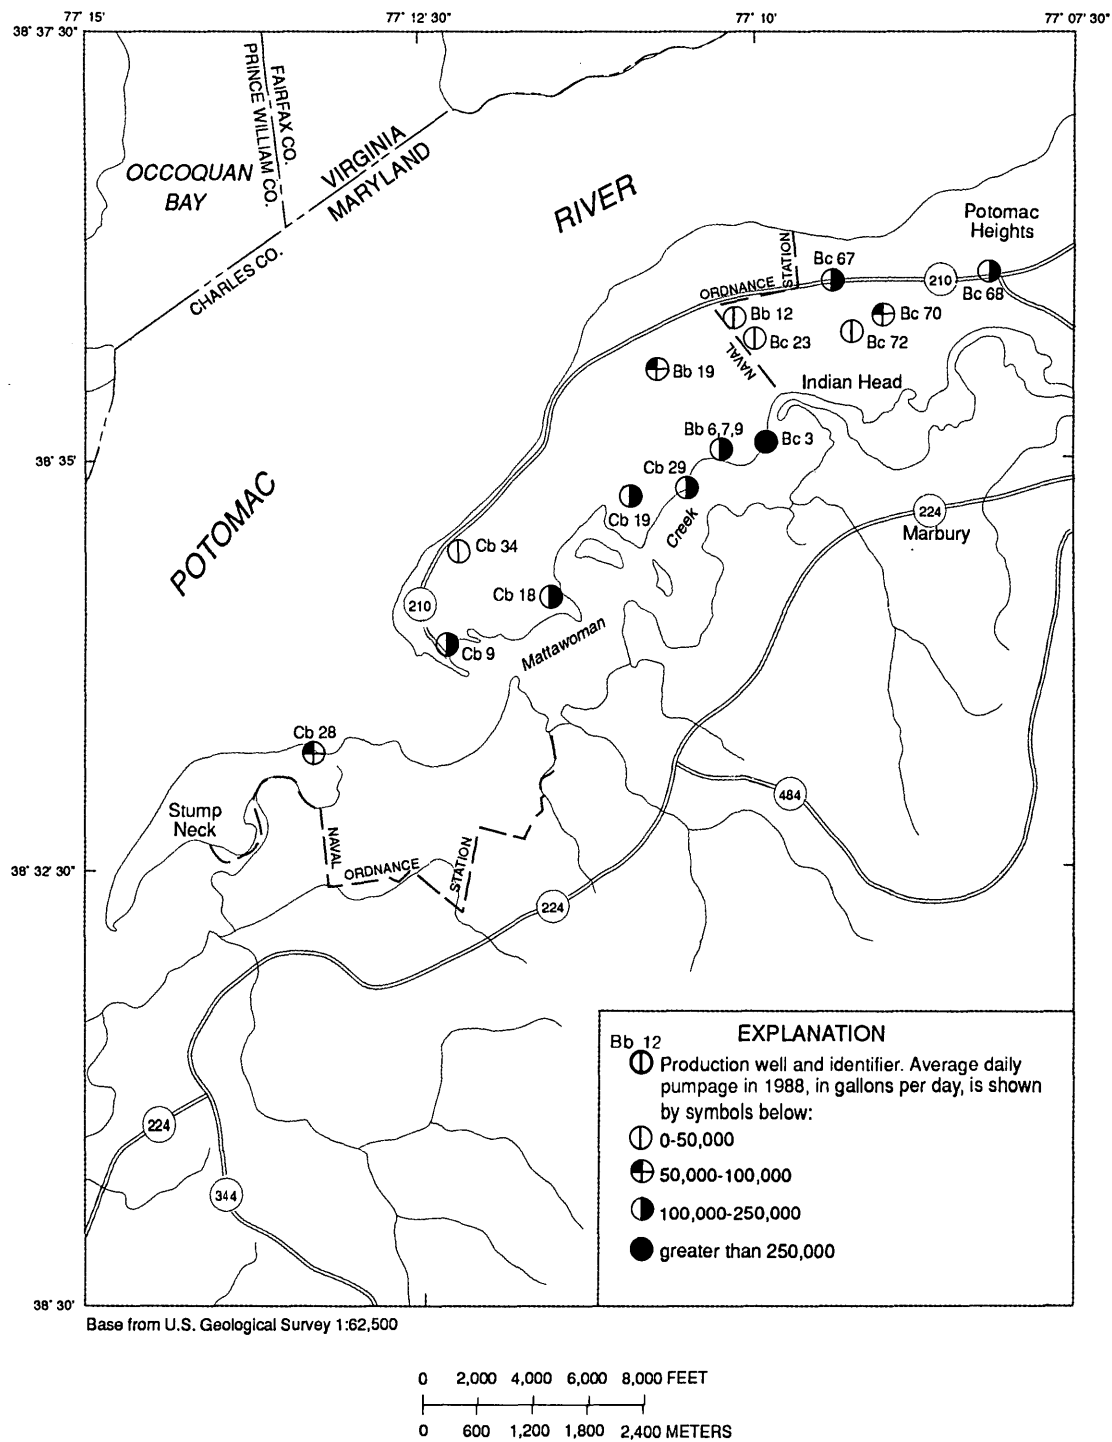 77° 15'
77° 12' 30"
77° 10'
77° 07' 30"
38° 37' 30"
FAIRFAX CO.
PRINCE WILLIAM CO.
OCCOQUAN
BAY
VIRGINIA
MARYLAND
CHARLES CO.
RIVER
Potomac
Heights
STATION
ORDNANCE
NAVAL
Bc 67
210
Bc 68
Bb 12
Bc 70
Bc 23
Bc 72
Bb 19
Indian Head
Bb 6,7,9
Bc 3
38° 35'
Cb 29
Cb 19
Creek
224
Marbury
POTOMAC
Cb 34
Cb 18
210
Cb 9
Mattawoman
Cb 28
Stump
Neck
484
NAVAL
ORDNANCE
STATION
38° 32' 30"
224
224
344
EXPLANATION
Bb 12
Production well and identifier. Average daily
pumpage in 1988, in gallons per day, is shown
by symbols below:
0-50,000
50,000-100,000
100,000-250,000
greater than 250,000
38° 30'
Base from U.S. Geological Survey 1:62,500
0 2,000 4,000 6,000 8,000 FEET
0 600 1,200 1,800 2,400 METERS